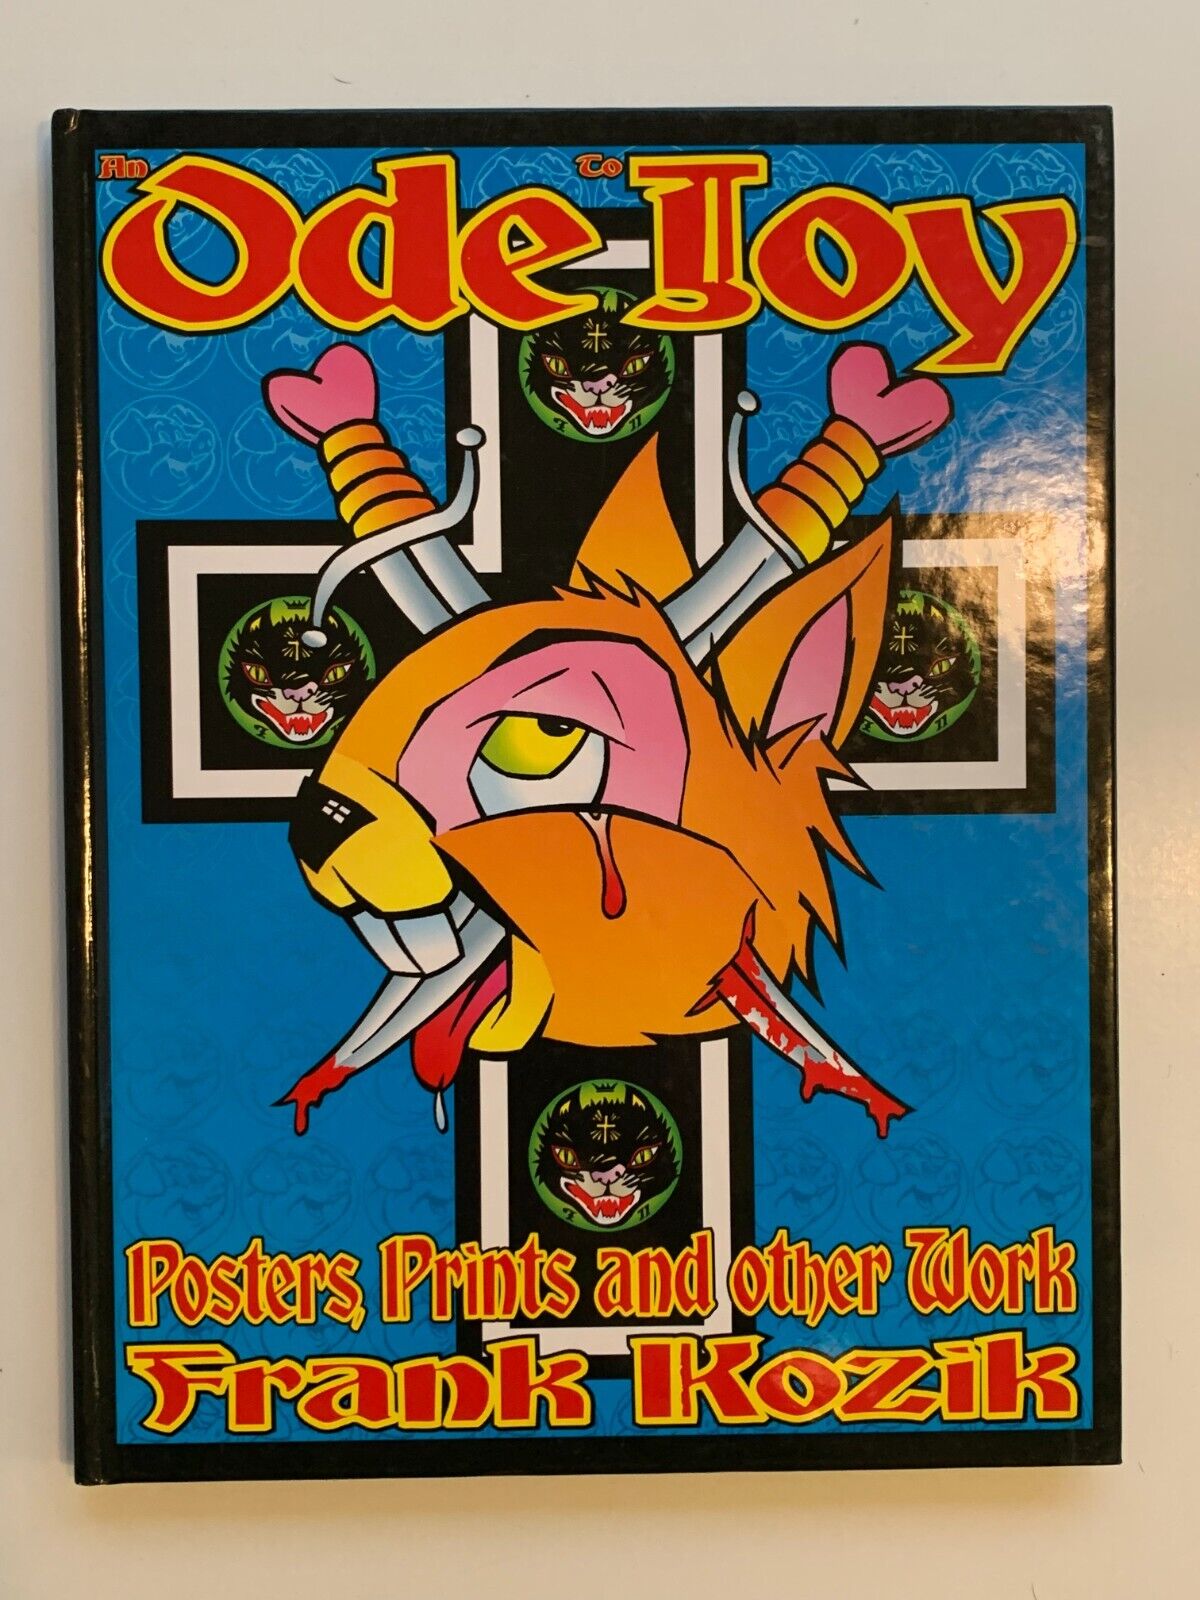 An Ode To Joy
Posters, Prints and other Work
Frank Kozik